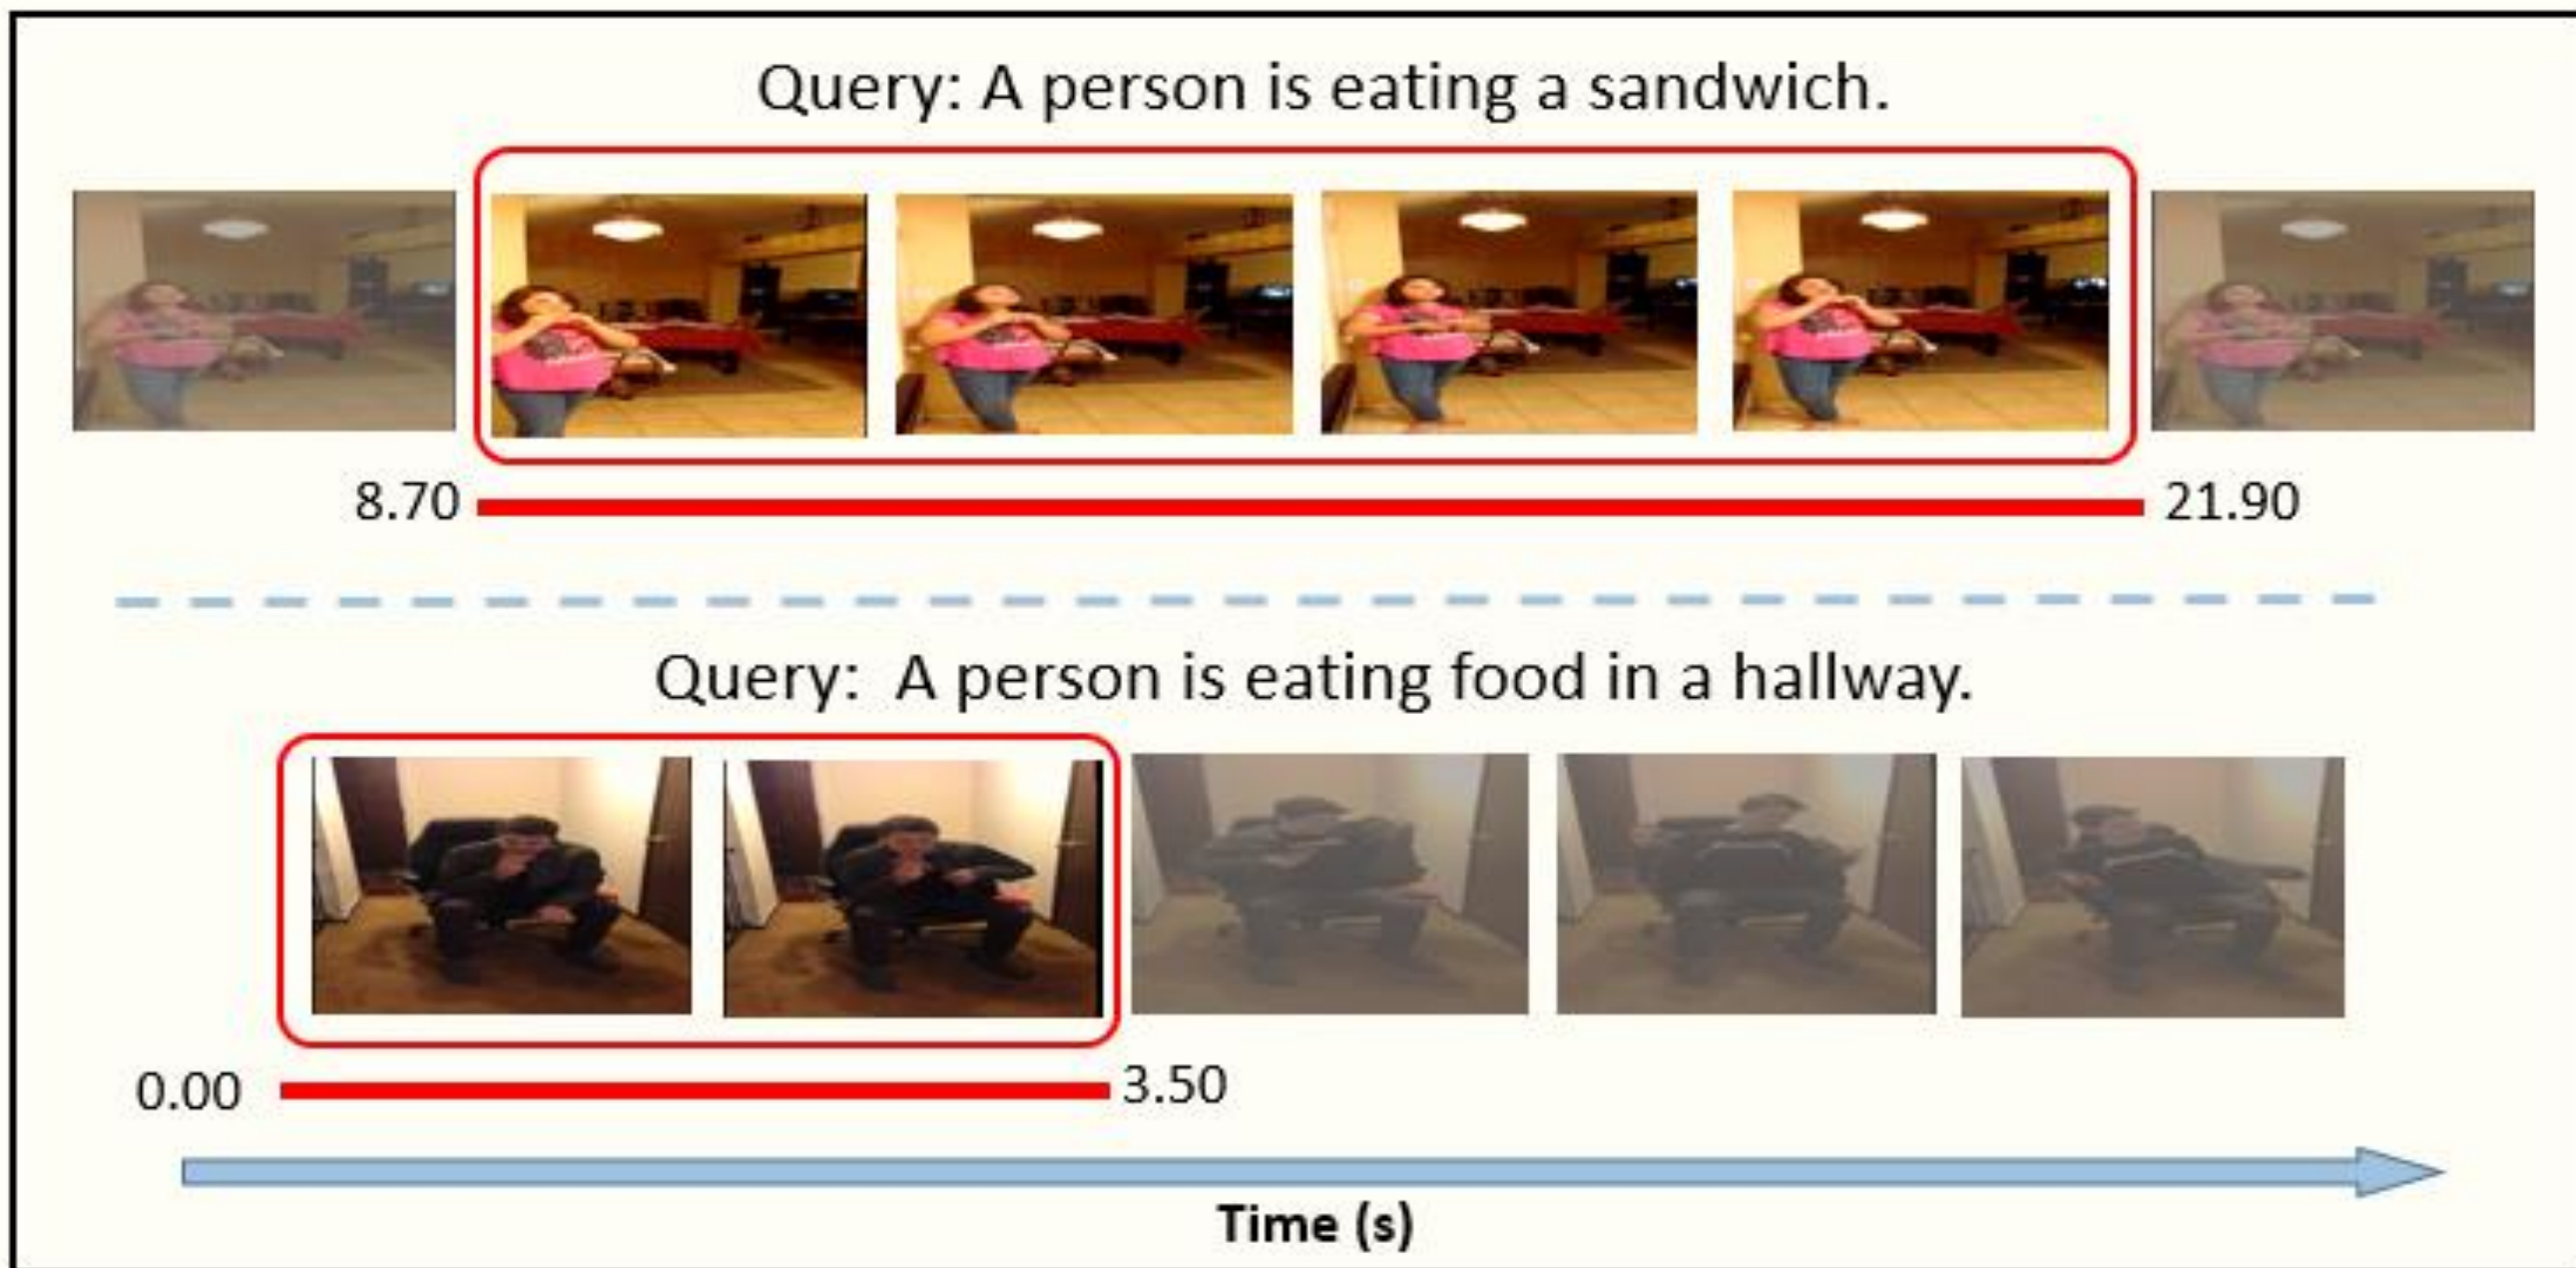 Query: A person is eating a sandwich.
8.70
21.90
Query: A person is eating food in a hallway.
0.00
3.50
Time (s)